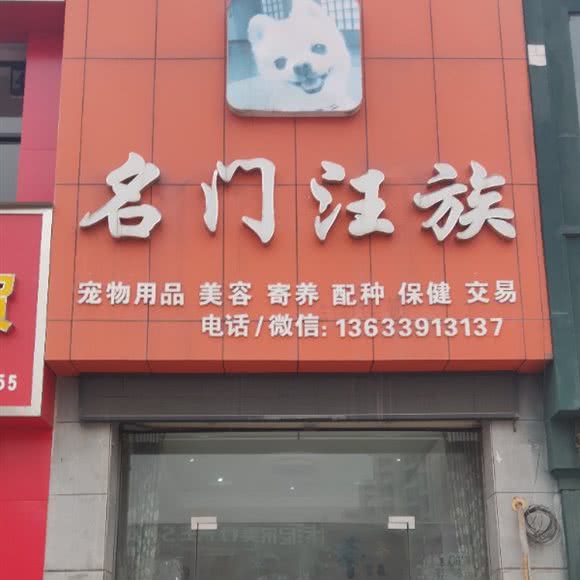 名门汪族
宠物用品 美容 寄养 配种 保健 交易
电话/微信: 13633913137
55